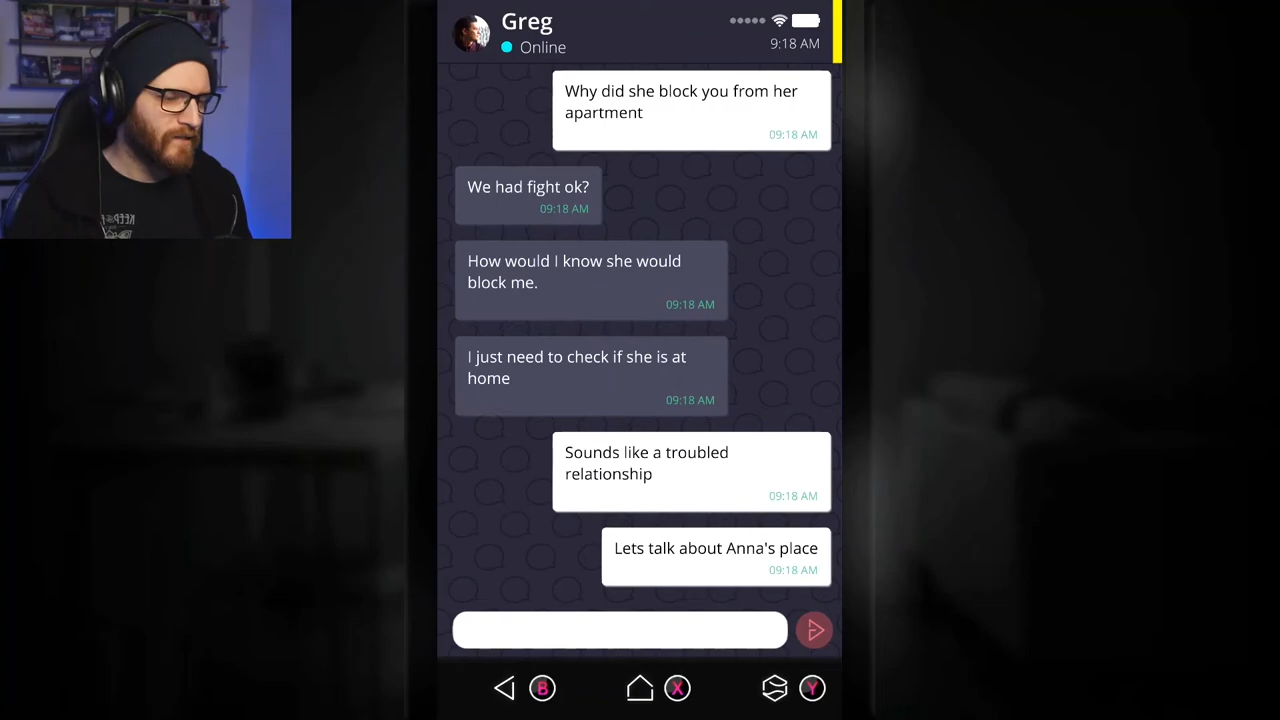 Greg
Online
9:18 AM
Why did she block you from her
apartment
09:18 AM
We had fight ok?
09:18 AM
How would I know she would
block me.
09:18 AM
I just need to check if she is at
home
09:18 AM
Sounds like a troubled
relationship
09:18 AM
Lets talk about Anna's place
09:18 AM
B
X
Y